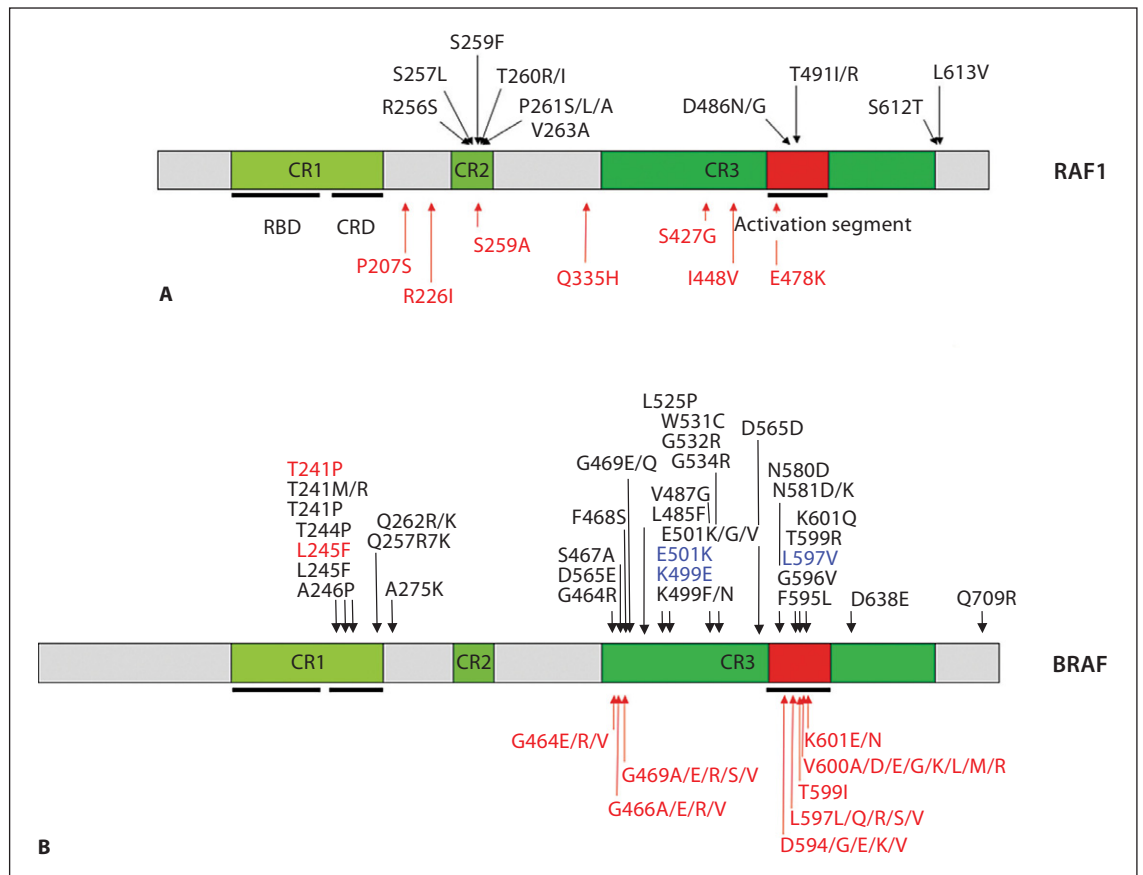 S259F
S257L
T260R/I
T491I/R
L613V
R256S
P261S/L/A
D486N/G
S612T
V263A
CR1
CR2
CR3
RAF1
RBD
CRD
Activation segment
S427G
S259A
P207S
Q335H
I448V
E478K
R226I
A
L525P
W531C
D565D
G532R
G534R
G469E/Q
T241P
N580D
T241M/R
V487G
N581D/K
T241P
Q262R/K
F468S
L485F
K601Q
T244P
Q257R7K
E501K/G/V
T599R
L245F
S467A
E501K
L597V
L245F
D565E
K499E
G596V
A246P
A275K
G464R
K499F/N
F595L
D638E
Q709R
CR1
CR2
CR3
BRAF
G464E/R/V
K601E/N
G469A/E/R/S/V
V600A/D/E/G/K/L/M/R
T599I
G466A/E/R/V
L597L/Q/R/S/V
D594/G/E/K/V
B